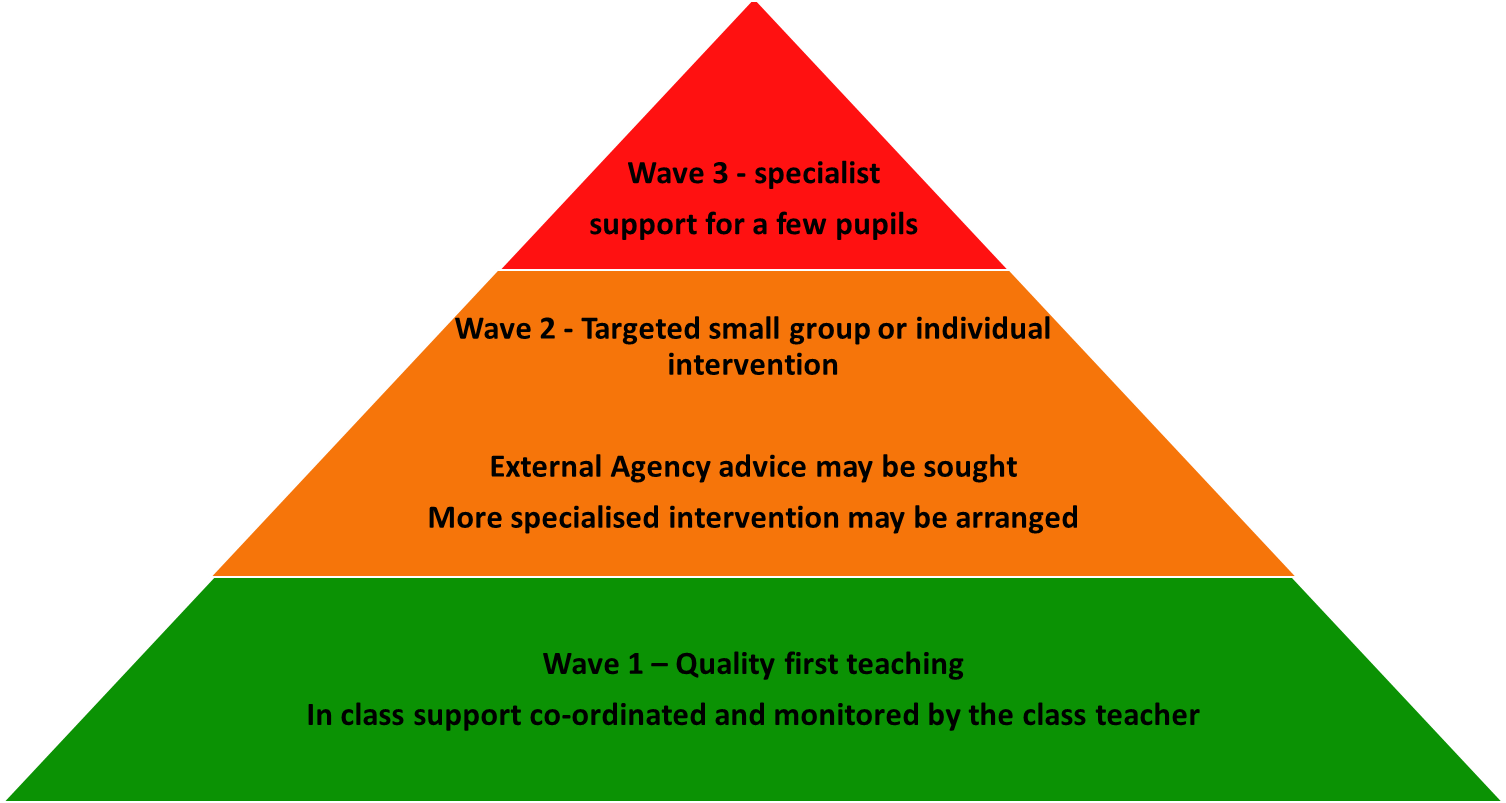 Wave 3 - specialist
support for a few pupils
Wave 2 - Targeted small group or individual
intervention
External Agency advice may be sought
More specialised intervention may be arranged
Wave 1 – Quality first teaching
In class support co-ordinated and monitored by the class teacher